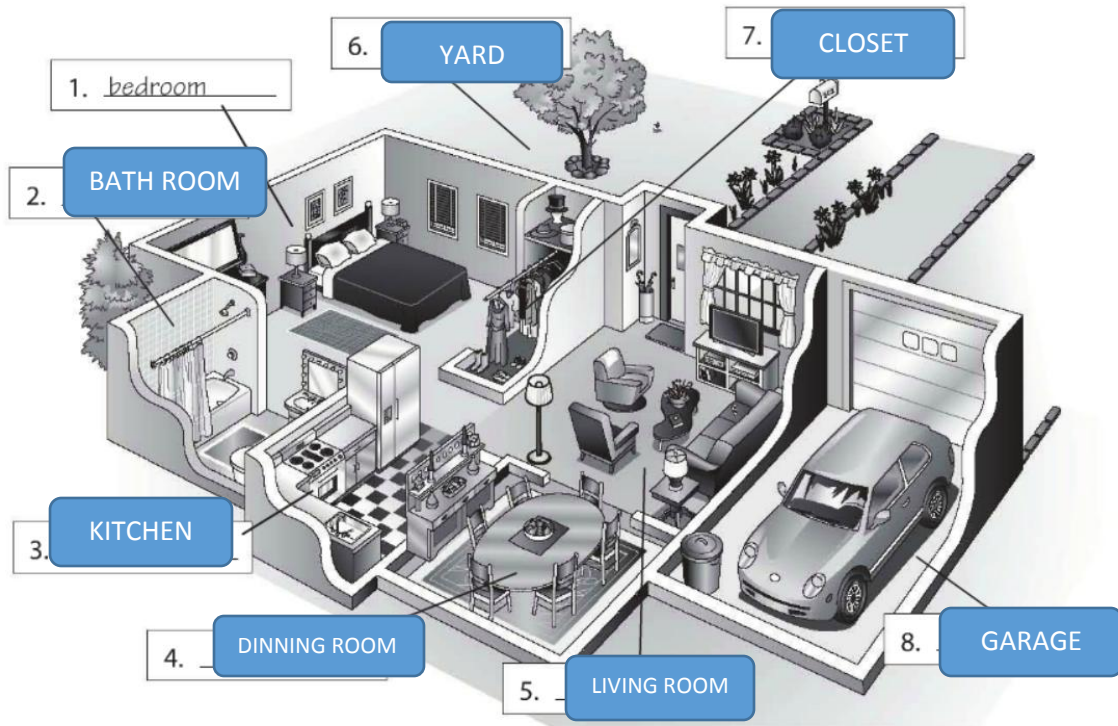 1. bedroom
2. BATH ROOM
3. KITCHEN
4. DINNING ROOM
5. LIVING ROOM
6. YARD
7. CLOSET
8. GARAGE